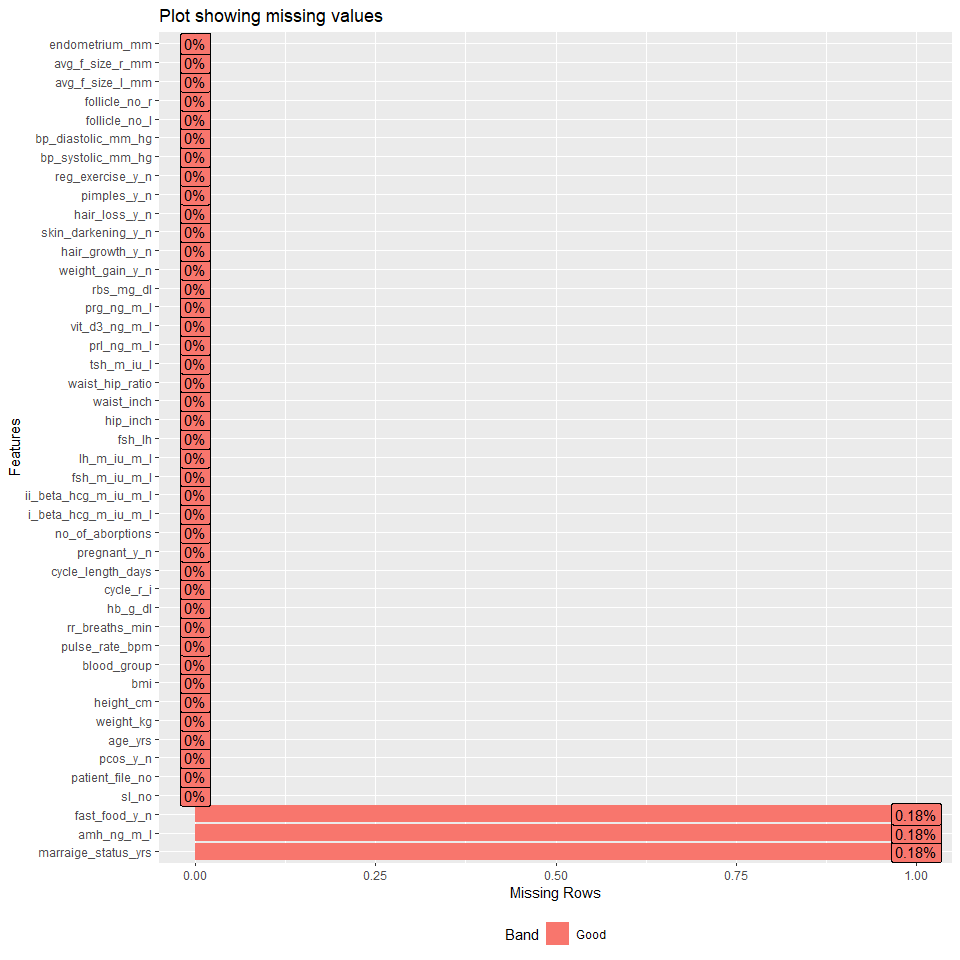 Plot showing missing values
Features
endometrium_mm 0%
avg_f_size_r_mm 0%
avg_f_size_l_mm 0%
follicle_no_r 0%
follicle_no_l 0%
bp_diastolic_mm_hg 0%
bp_systolic_mm_hg 0%
reg_exercise_y_n 0%
pimples_y_n 0%
hair_loss_y_n 0%
skin_darkening_y_n 0%
hair_growth_y_n 0%
weight_gain_y_n 0%
rbs_mg_dl 0%
prg_ng_m_l 0%
vit_d3_ng_m_l 0%
prl_ng_m_l 0%
tsh_m_iu_l 0%
waist_hip_ratio 0%
waist_inch 0%
hip_inch 0%
fsh_lh 0%
lh_m_iu_m_l 0%
fsh_m_iu_m_l 0%
ii_beta_hcg_m_iu_m_l 0%
i_beta_hcg_m_iu_m_l 0%
no_of_aborptions 0%
pregnant_y_n 0%
cycle_length_days 0%
cycle_r_i 0%
hb_g_dl 0%
rr_breaths_min 0%
pulse_rate_bpm 0%
blood_group 0%
bmi 0%
height_cm 0%
weight_kg 0%
age_yrs 0%
pcos_y_n 0%
patient_file_no 0%
sl_no 0%
fast_food_y_n 0.18%
amh_ng_m_l 0.18%
marraige_status_yrs 0.18%
0.00 0.25 0.50 0.75 1.00
Missing Rows
Band Good